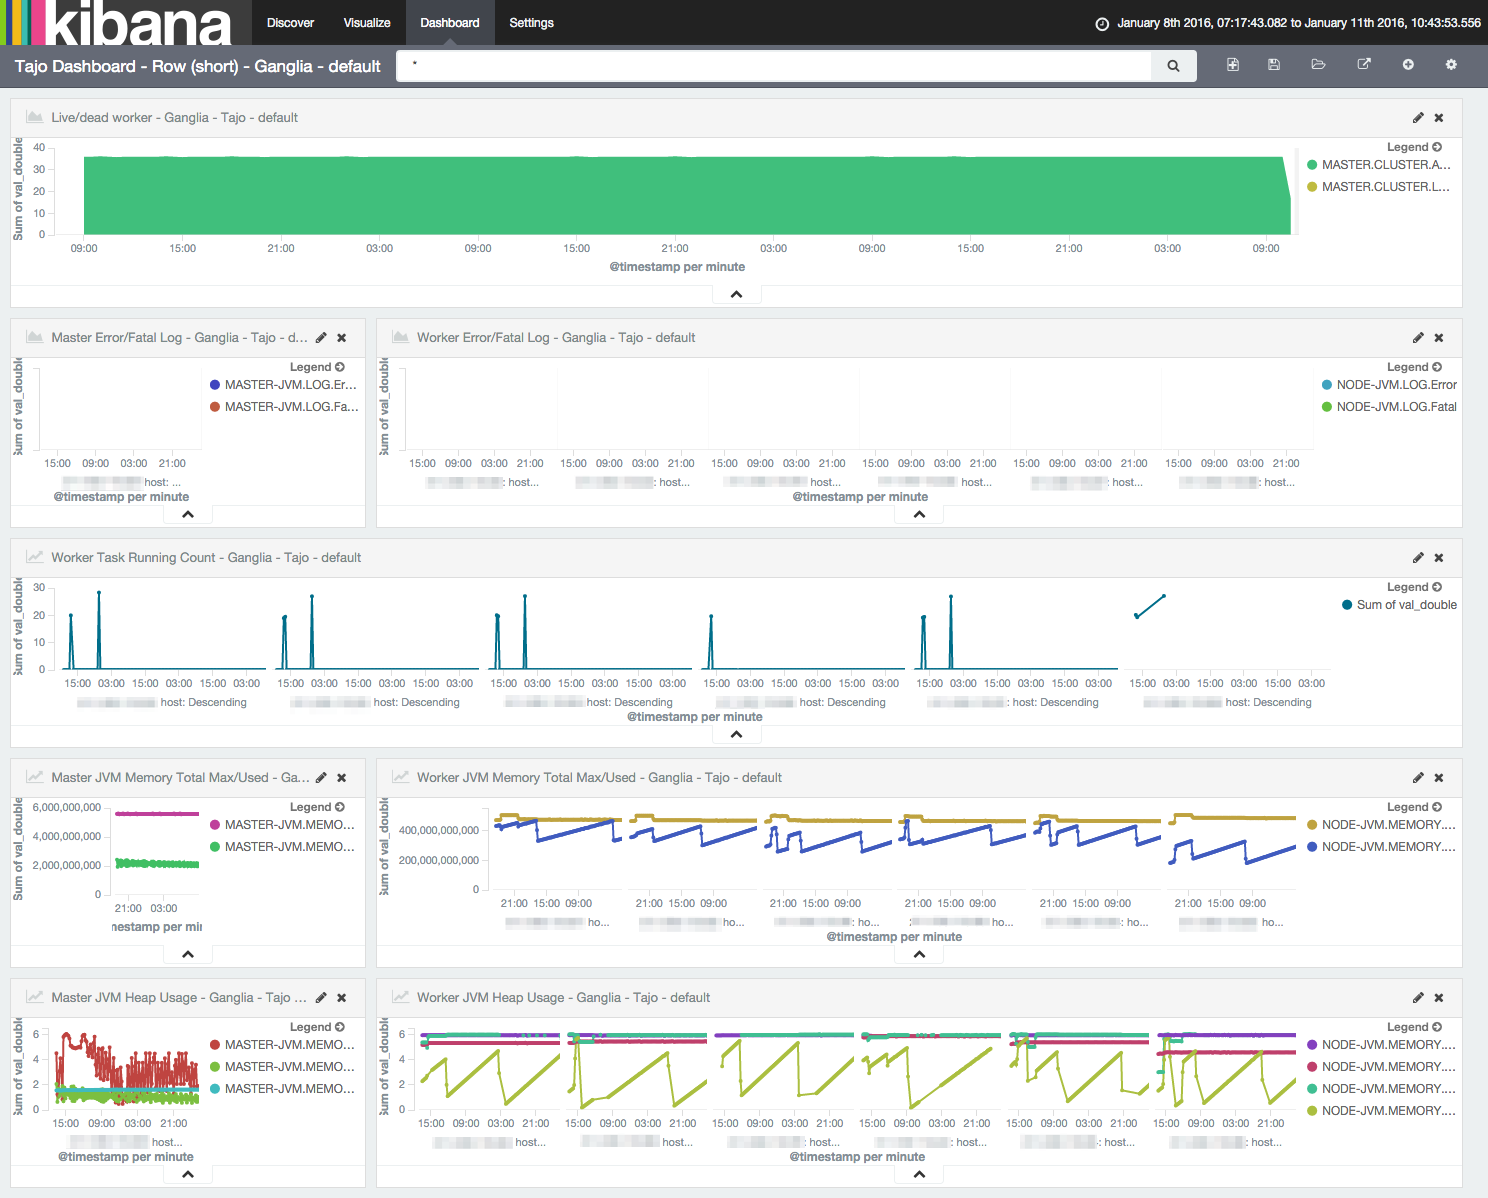 kibana Discover Visualize Dashboard Settings January 8th 2016, 07:17:43.082 to January 11th 2016, 10:43:53.556
Tajo Dashboard - Row (short) - Ganglia - default *
Live/dead worker - Ganglia - Tajo - default
Sum of val_double
40
30
20
10
0
09:00 15:00 21:00 03:00 09:00 15:00 21:00 03:00 09:00 15:00 21:00 03:00 09:00
@timestamp per minute
Legend
MASTER.CLUSTER.A...
MASTER.CLUSTER.L...
Master Error/Fatal Log - Ganglia - Tajo - d...
Sum of val_double
Legend
MASTER-JVM.LOG.Er...
MASTER-JVM.LOG.Fa...
15:00 09:00 03:00 21:00
host: ...
@timestamp per minute
Worker Error/Fatal Log - Ganglia - Tajo - default
Sum of val_double
Legend
NODE-JVM.LOG.Error
NODE-JVM.LOG.Fatal
15:00 09:00 03:00 21:00 15:00 09:00 03:00 21:00 15:00 09:00 03:00 21:00 15:00 09:00 03:00 21:00 15:00 09:00 03:00 21:00 15:00 09:00 03:00 21:00
: host... : host... host... host... : host... : host...
@timestamp per minute
Worker Task Running Count - Ganglia - Tajo - default
Sum of val_double
30
20
10
0
Legend
Sum of val_double
15:00 03:00 15:00 03:00 15:00 03:00 15:00 03:00 15:00 03:00 15:00 03:00 15:00 03:00 15:00 03:00 15:00 03:00 15:00 03:00 15:00 03:00 15:00 03:00
15:00 03:00 15:00 03:00 15:00 03:00
host: Descending host: Descending host: Descending host: Descending : host: Descending host: Descending
@timestamp per minute
Master JVM Memory Total Max/Used - Ga...
Sum of val_double
6,000,000,000
4,000,000,000
2,000,000,000
0
Legend
MASTER-JVM.MEMO...
MASTER-JVM.MEMO...
21:00 03:00
nestamp per mi
Worker JVM Memory Total Max/Used - Ganglia - Tajo - default
Sum of val_double
400,000,000,000
200,000,000,000
0
Legend
NODE-JVM.MEMORY....
NODE-JVM.MEMORY....
21:00 15:00 09:00 21:00 15:00 09:00 21:00 15:00 09:00 21:00 15:00 09:00 21:00 15:00 09:00 21:00 15:00 09:00
ho... ho... : ho... ho... : ho... ho...
@timestamp per minute
Master JVM Heap Usage - Ganglia - Tajo ...
Sum of val_double
6
4
2
0
Legend
MASTER-JVM.MEMO...
MASTER-JVM.MEMO...
MASTER-JVM.MEMO...
15:00 09:00 03:00 21:00
host...
@timestamp per minute
Worker JVM Heap Usage - Ganglia - Tajo - default
Sum of val_double
6
4
2
0
Legend
NODE-JVM.MEMORY....
NODE-JVM.MEMORY....
NODE-JVM.MEMORY....
NODE-JVM.MEMORY....
15:00 09:00 03:00 21:00 15:00 09:00 03:00 21:00 15:00 09:00 03:00 21:00 15:00 09:00 03:00 21:00 15:00 09:00 03:00 21:00 15:00 09:00 03:00 21:00
host... host... : host... : host... : host... : host...
@timestamp per minute